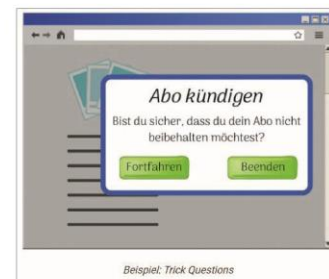 Abo kündigen
Bist du sicher, dass du dein Abo nicht
beibehalten möchtest?
Fortfahren Beenden
Beispiel: Trick Questions